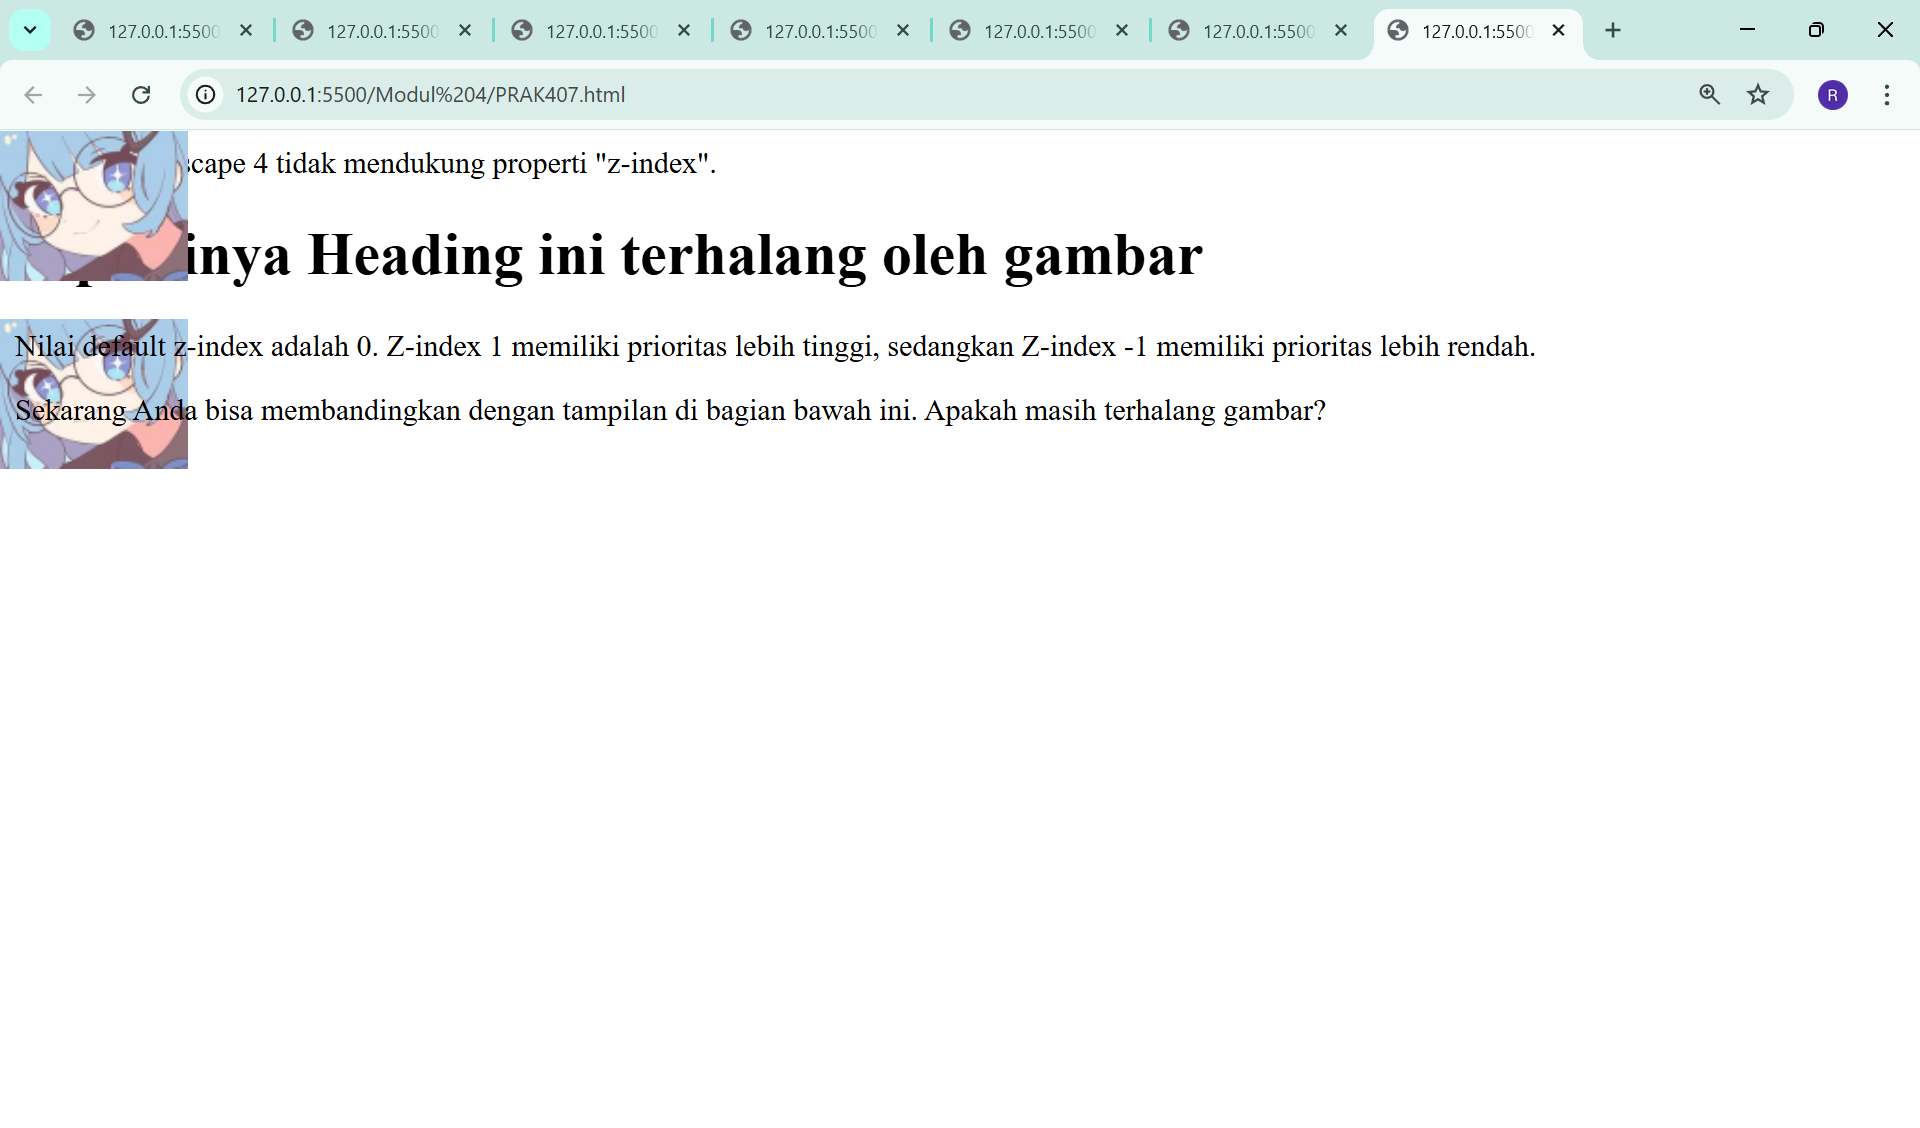 127.0.0.1:5500
127.0.0.1:5500
127.0.0.1:5500
127.0.0.1:5500
127.0.0.1:5500
127.0.0.1:5500
127.0.0.1:5500
127.0.0.1:5500/Modul%204/PRAK407.html
R
scape 4 tidak mendukung properti "z-index".
inya Heading ini terhalang oleh gambar
Nilai default z-index adalah 0. Z-index 1 memiliki prioritas lebih tinggi, sedangkan Z-index -1 memiliki prioritas lebih rendah.
Sekarang Anda bisa membandingkan dengan tampilan di bagian bawah ini. Apakah masih terhalang gambar?